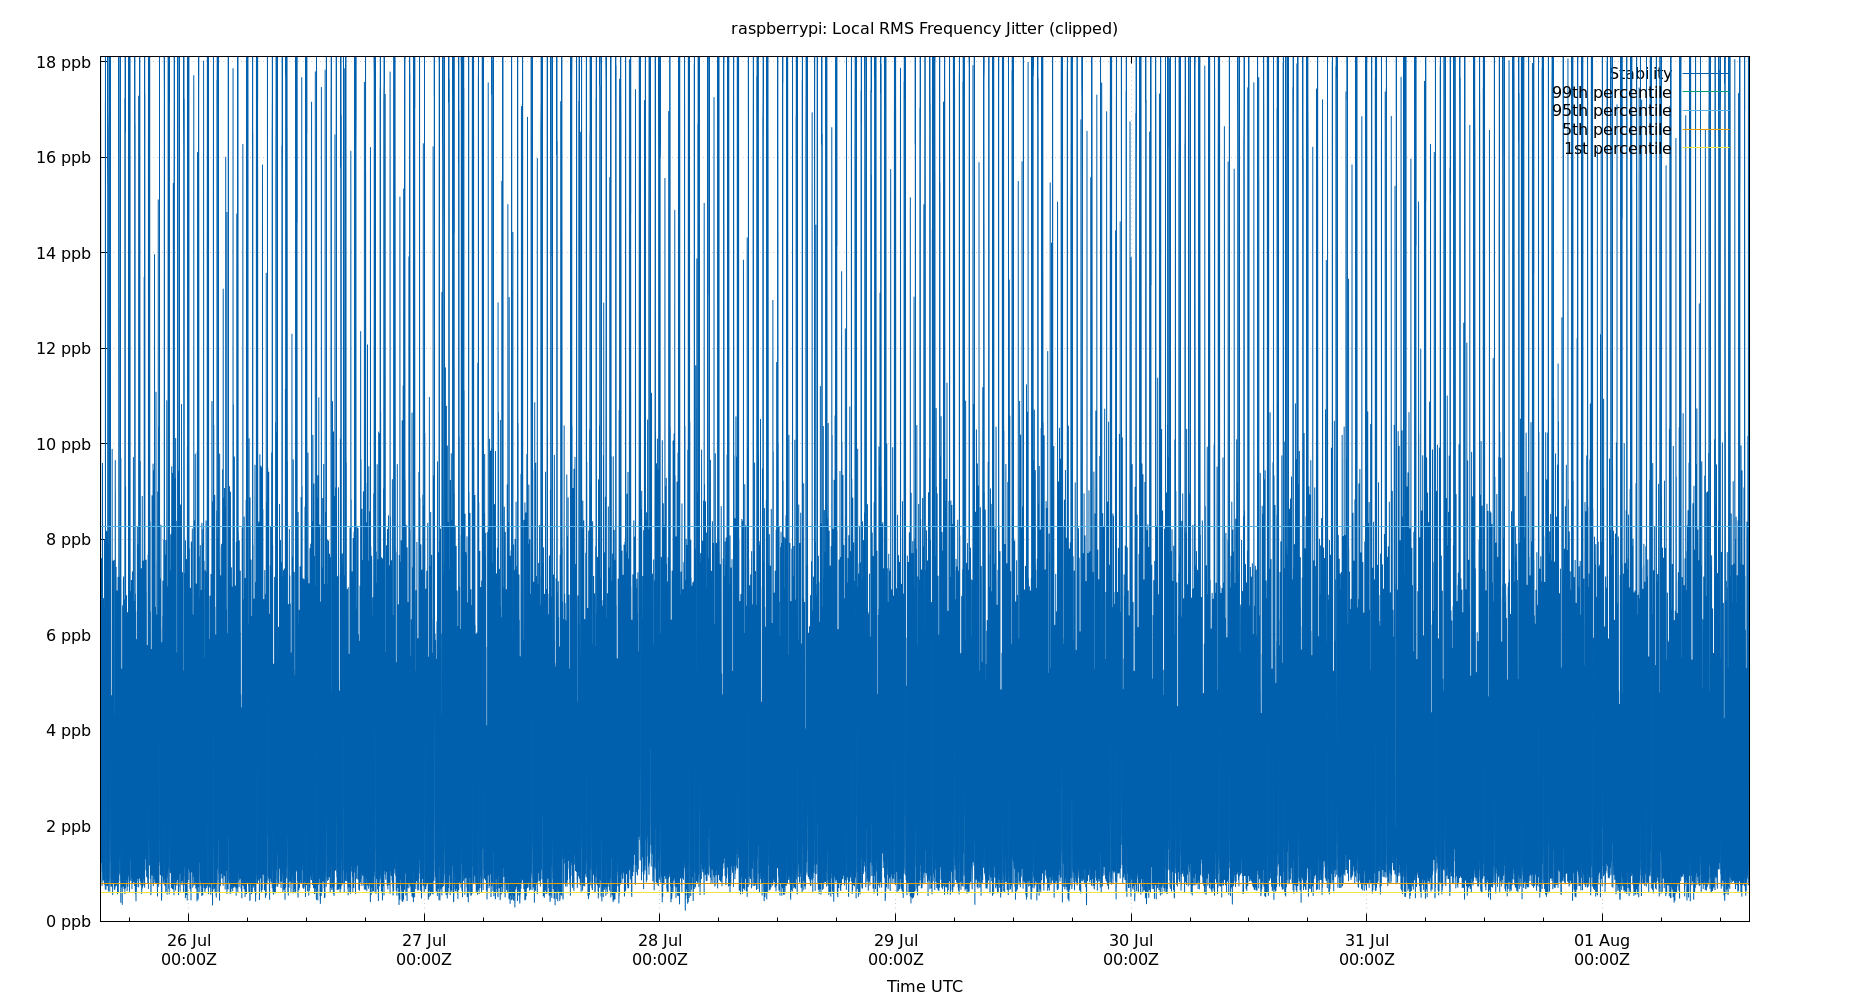 raspberrypi: Local RMS Frequency Jitter (clipped)
18 ppb
16 ppb
14 ppb
12 ppb
10 ppb
8 ppb
6 ppb
4 ppb
2 ppb
0 ppb
Stability
99th percentile
95th percentile
5th percentile
1st percentile
26 Jul 27 Jul 28 Jul 29 Jul 30 Jul 31 Jul 01 Aug
00:00Z 00:00Z 00:00Z 00:00Z 00:00Z 00:00Z 00:00Z
Time UTC